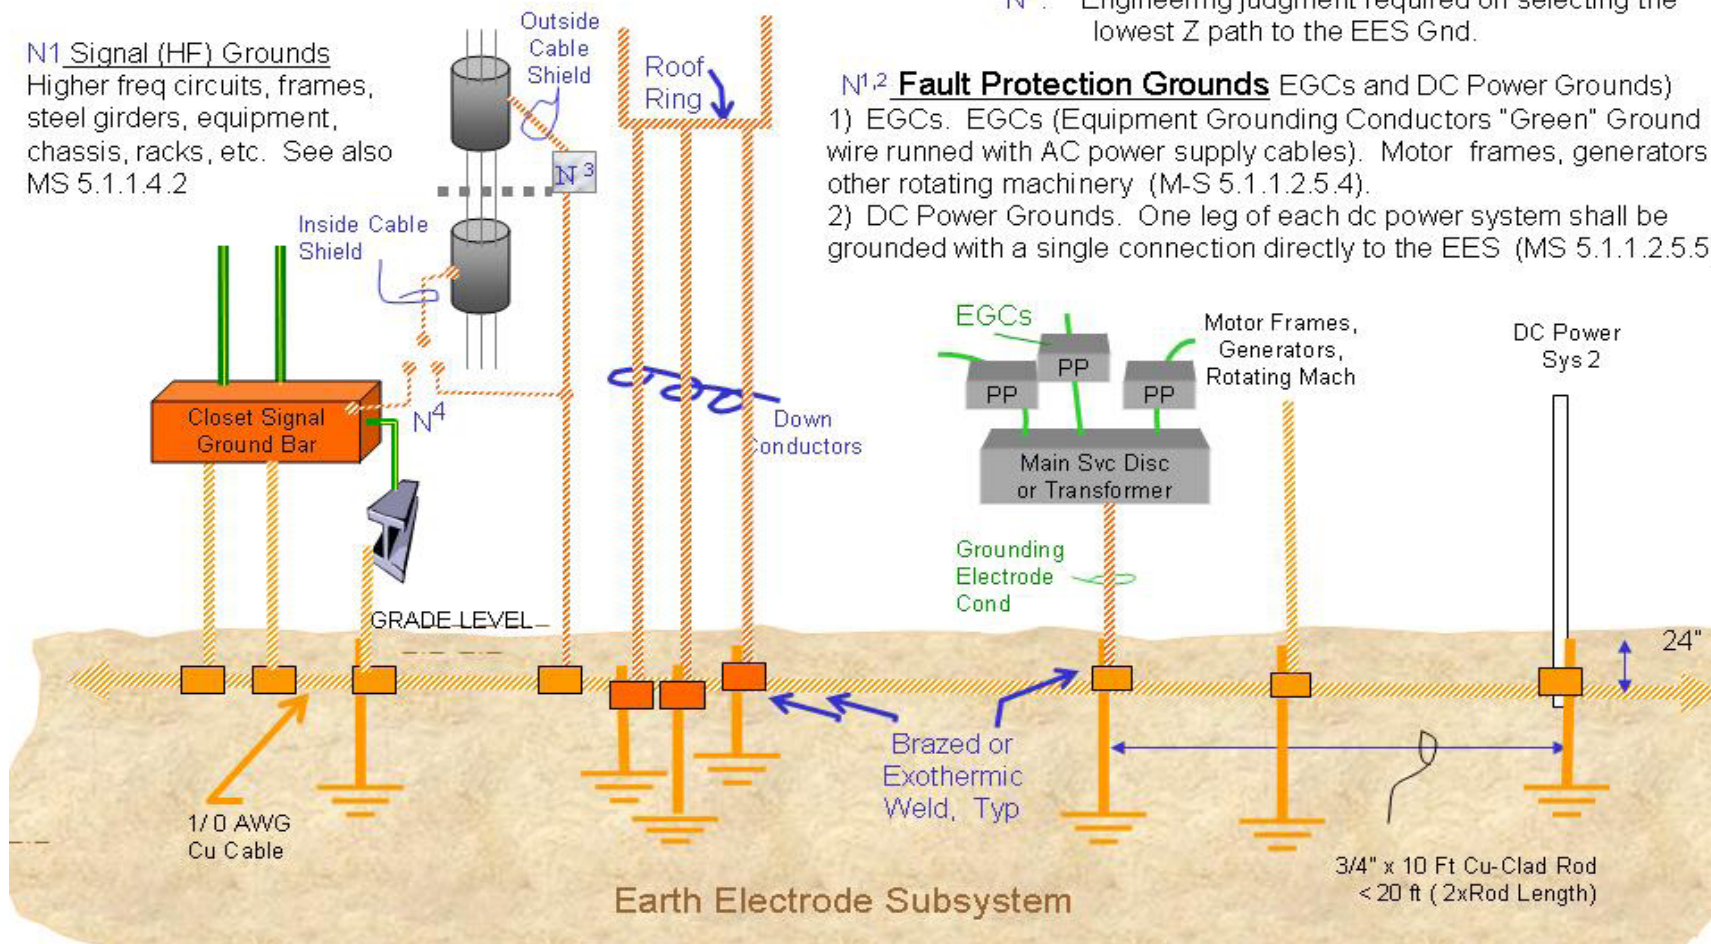 N1 Signal (HF) Grounds
Higher freq circuits, frames,
steel girders, equipment,
chassis, racks, etc. See also
MS 5.1.1.4.2
Outside
Cable
Shield
Roof
Ring
N3
Inside Cable
Shield
Engineering judgment required on selecting the
lowest Z path to the EES Gnd.
N1,2 Fault Protection Grounds EGCs and DC Power Grounds)
1) EGCs. EGCs (Equipment Grounding Conductors "Green" Ground
wire runned with AC power supply cables). Motor frames, generators
other rotating machinery (M-S 5.1.1.2.5.4).
2) DC Power Grounds. One leg of each dc power system shall be
grounded with a single connection directly to the EES (MS 5.1.1.2.5.5
Closet Signal
Ground Bar
N4
Down
Conductors
EGCs
PP
PP
PP
Main Svc Disc
or Transformer
Motor Frames,
Generators,
Rotating Mach
DC Power
Sys 2
Grounding
Electrode
Cond
GRADE LEVEL
24"
1/0 AWG
Cu Cable
Brazed or
Exothermic
Weld, Typ
3/4" x 10 Ft Cu-Clad Rod
< 20 ft ( 2xRod Length)
Earth Electrode Subsystem